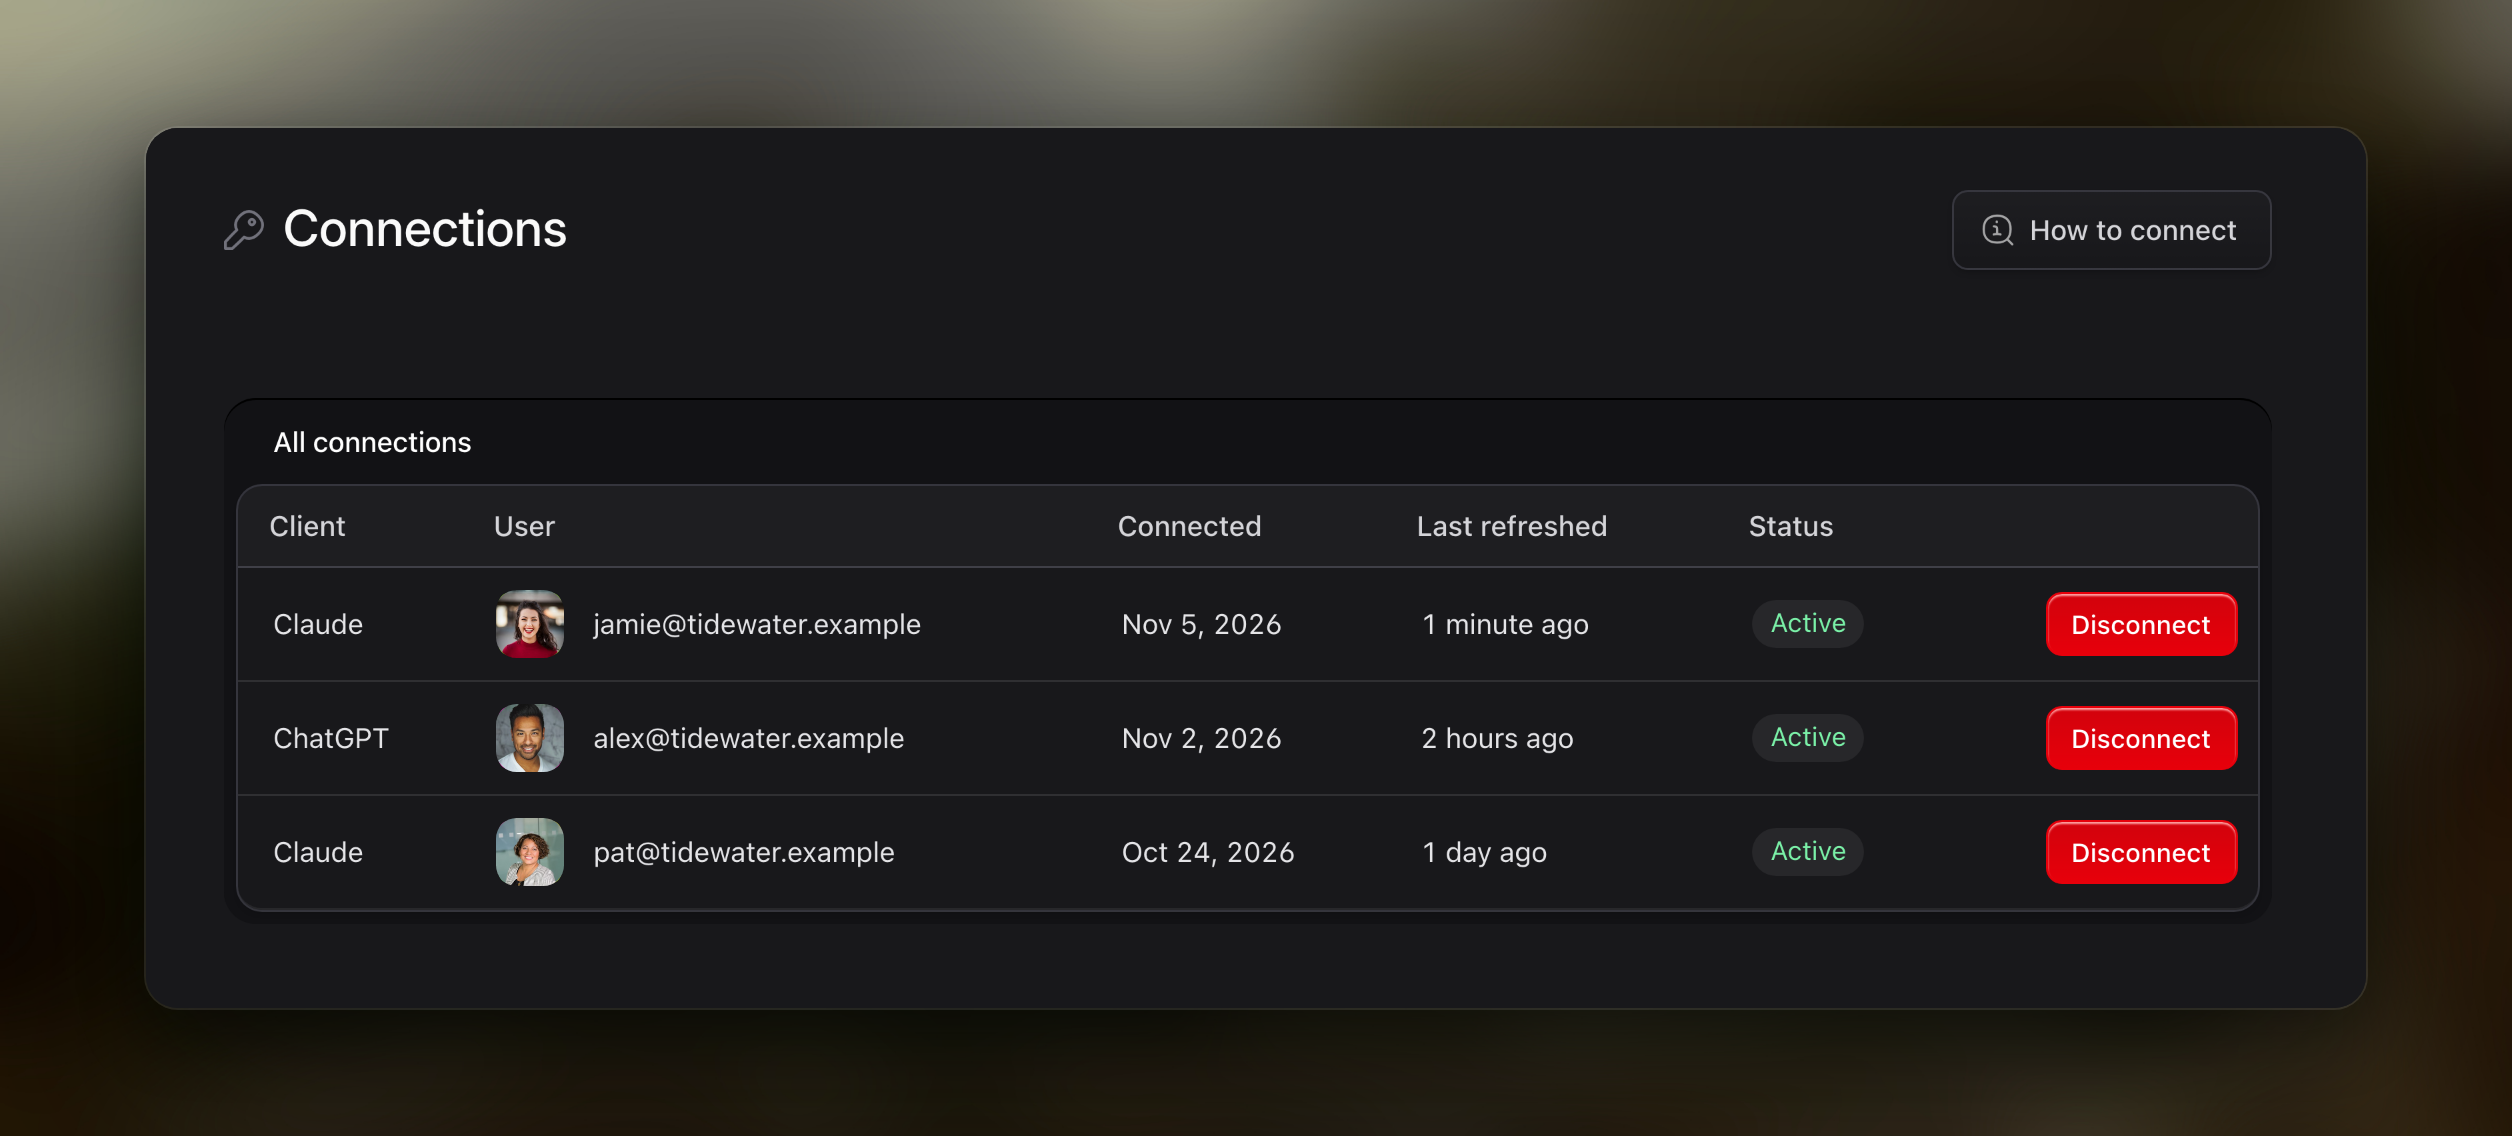 Connections
How to connect
All connections
Client User Connected Last refreshed Status
Claude jamie@tidewater.example Nov 5, 2026 1 minute ago Active Disconnect
ChatGPT alex@tidewater.example Nov 2, 2026 2 hours ago Active Disconnect
Claude pat@tidewater.example Oct 24, 2026 1 day ago Active Disconnect